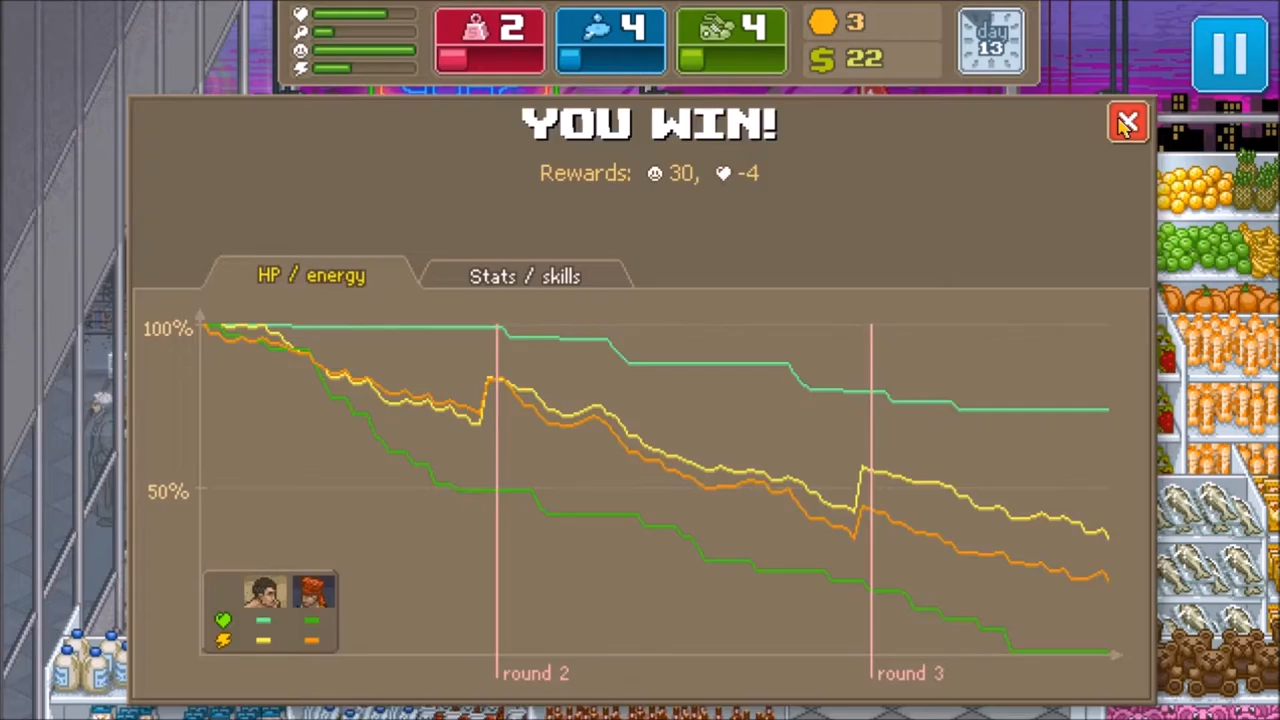 2
4
4
3
$ 22
day
13
YOU WIN!
Rewards: 30, -4
HP / energy
Stats / skills
100%
50%
round 2
round 3